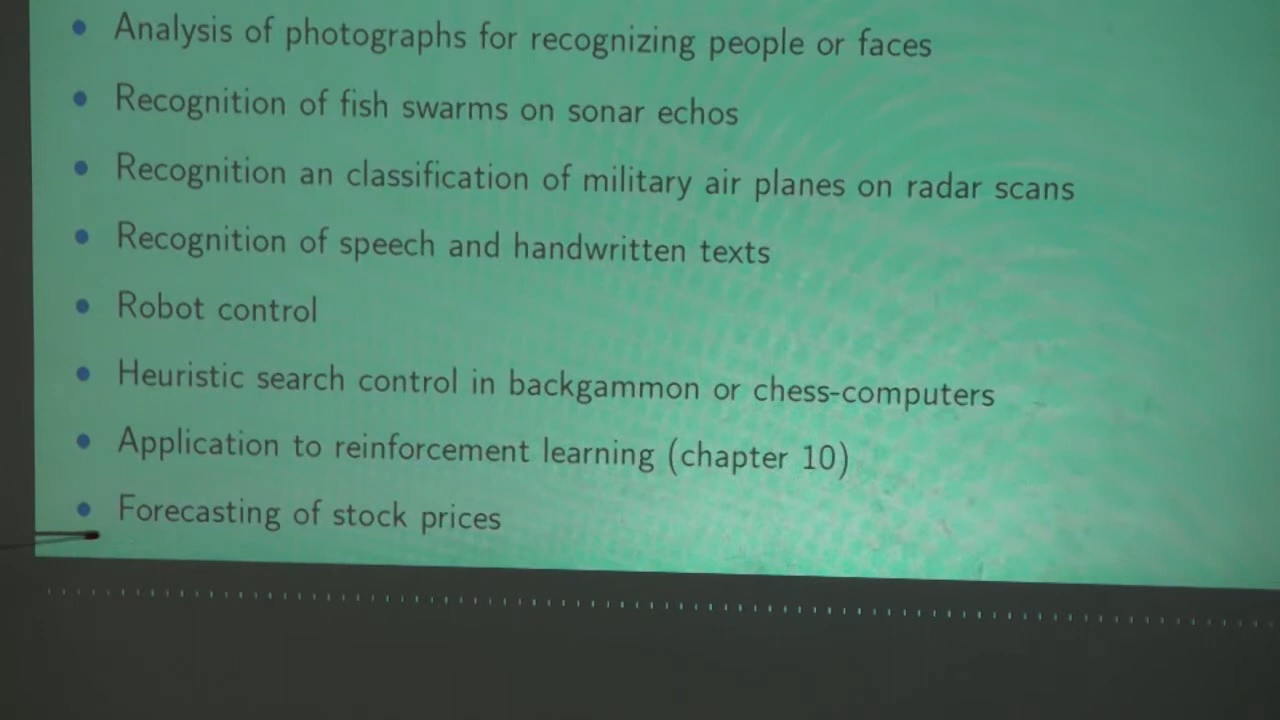 Analysis of photographs for recognizing people or faces
Recognition of fish swarms on sonar echos
Recognition an classification of military air planes on radar scans
Recognition of speech and handwritten texts
Robot control
Heuristic search control in backgammon or chess-computers
Application to reinforcement learning (chapter 10)
Forecasting of stock prices